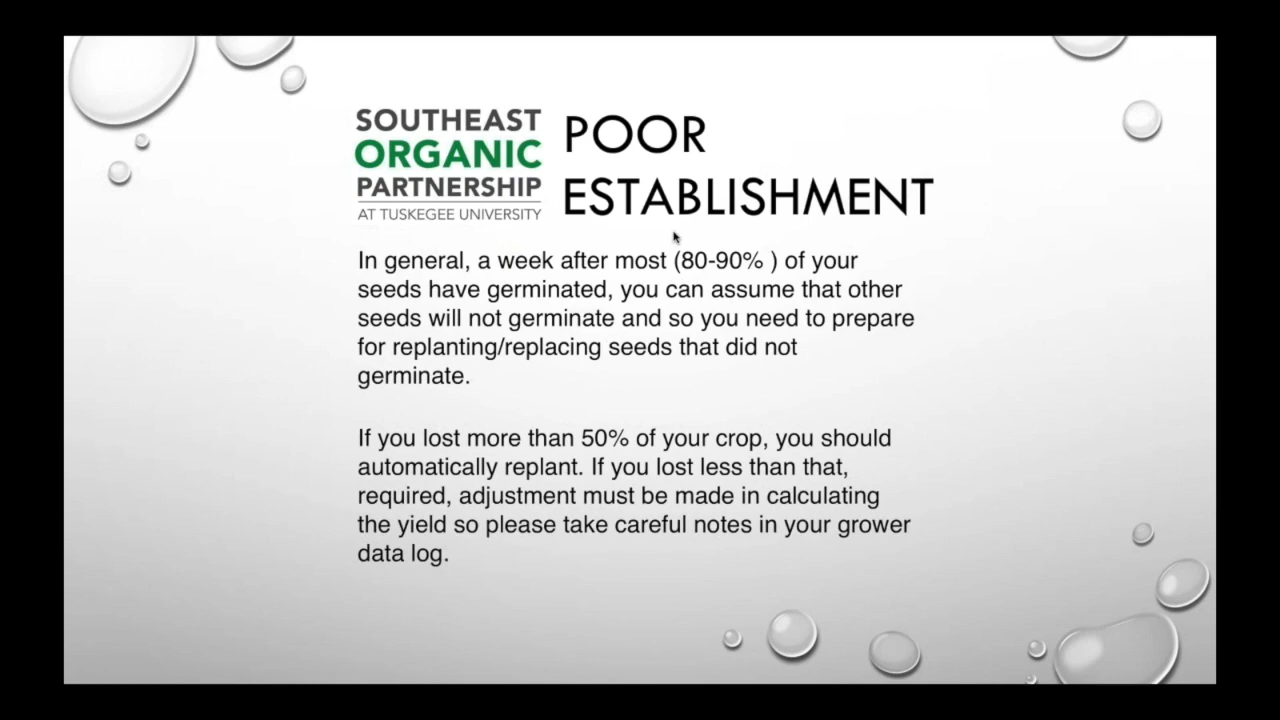 SOUTHEAST
ORGANIC
PARTNERSHIP
AT TUSKEGEE UNIVERSITY
POOR
ESTABLISHMENT
In general, a week after most (80-90% ) of your
seeds have germinated, you can assume that other
seeds will not germinate and so you need to prepare
for replanting/replacing seeds that did not
germinate.
If you lost more than 50% of your crop, you should
automatically replant. If you lost less than that,
required, adjustment must be made in calculating
the yield so please take careful notes in your grower
data log.